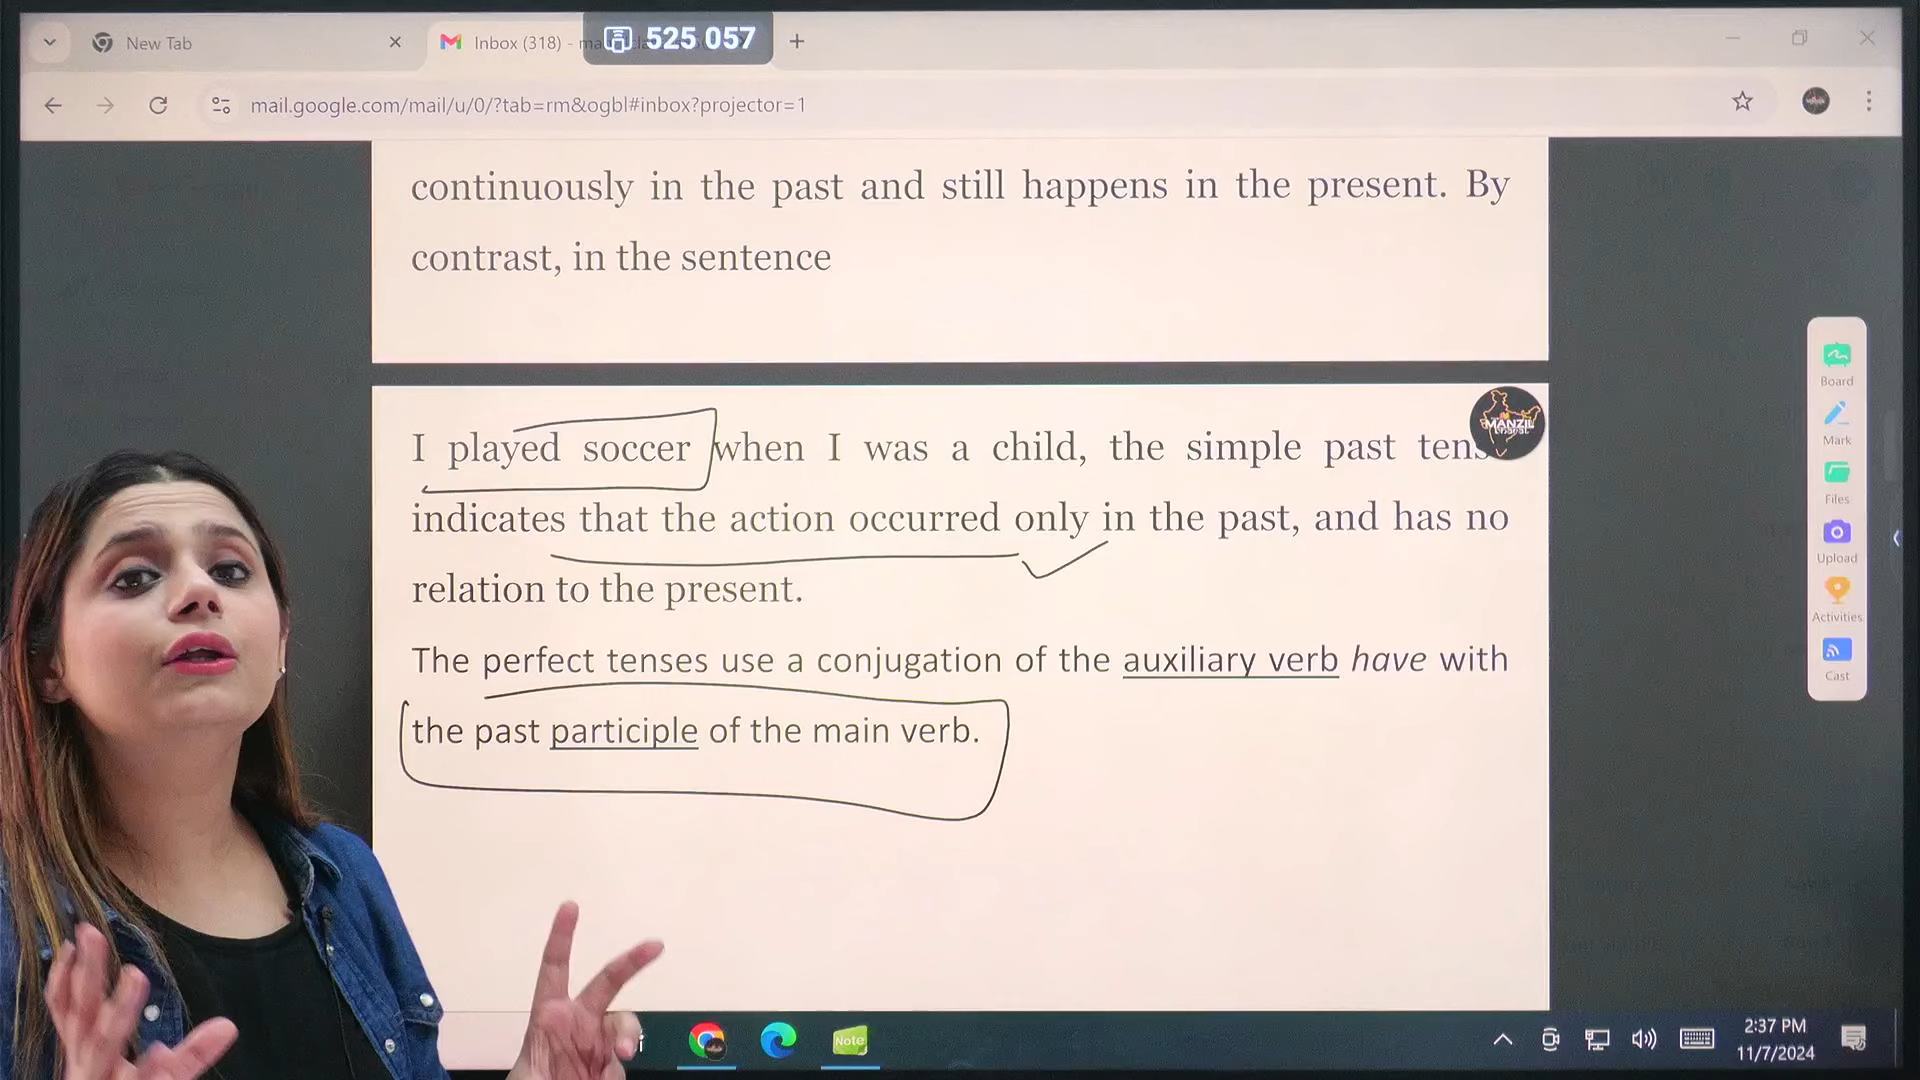 New Tab
Inbox (318) -
525 057
mail.google.com/mail/u/0/?tab=rm&ogbl#inbox?projector=1
continuously in the past and still happens in the present. By
contrast, in the sentence
MANZIL
I played soccer when I was a child, the simple past tens
indicates that the action occurred only in the past, and has no
relation to the present.
The perfect tenses use a conjugation of the auxiliary verb have with
the past participle of the main verb.
Board
Mark
Files
Upload
Activities
Cast
Note
2:37 PM
11/7/2024